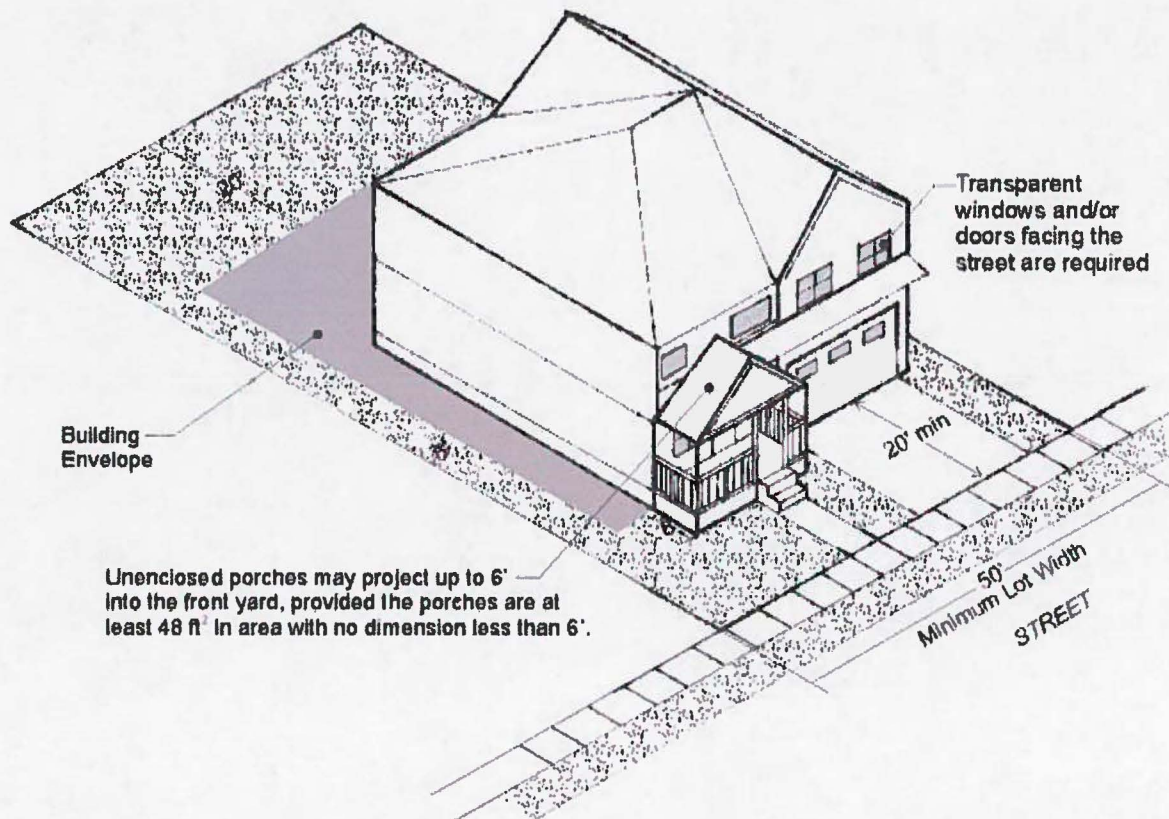 20'
Transparent
windows and/or
doors facing the
street are required
Building
Envelope
20' min
Unenclosed porches may project up to 6'
into the front yard, provided the porches are at
least 48 ft² in area with no dimension less than 6'.
50'
Minimum Lot Width
STREET